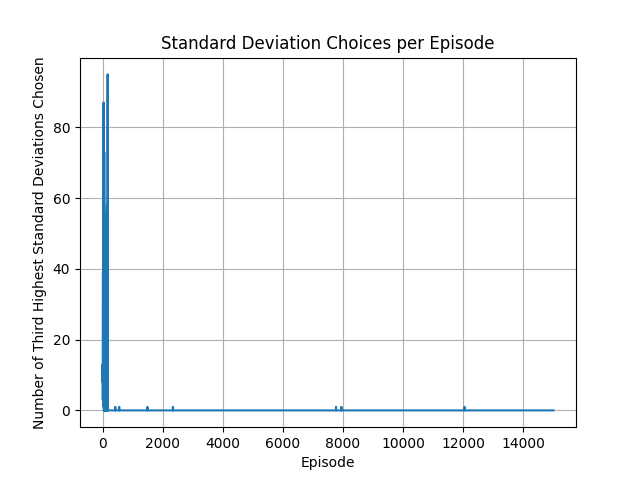 Standard Deviation Choices per Episode
Number of Third Highest Standard Deviations Chosen
80
60
40
20
0
0 2000 4000 6000 8000 10000 12000 14000
Episode